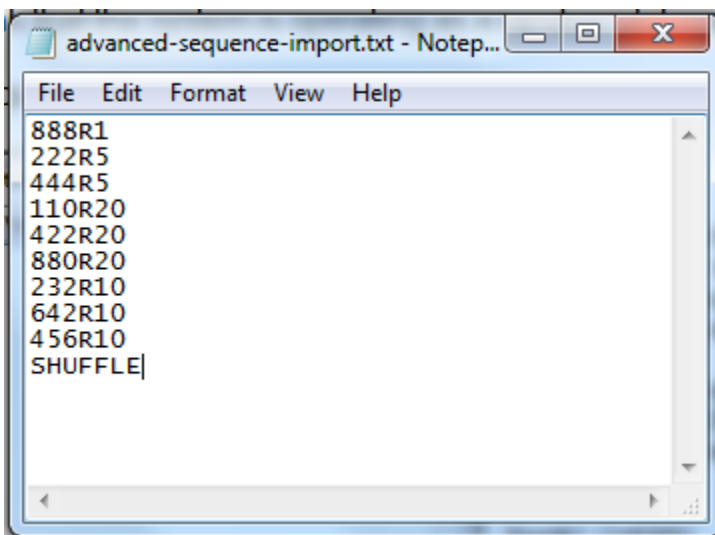 advanced-sequence-import.txt - Notep...
File Edit Format View Help
888R1
222R5
444R5
110R20
422R20
880R20
232R10
642R10
456R10
SHUFFLE